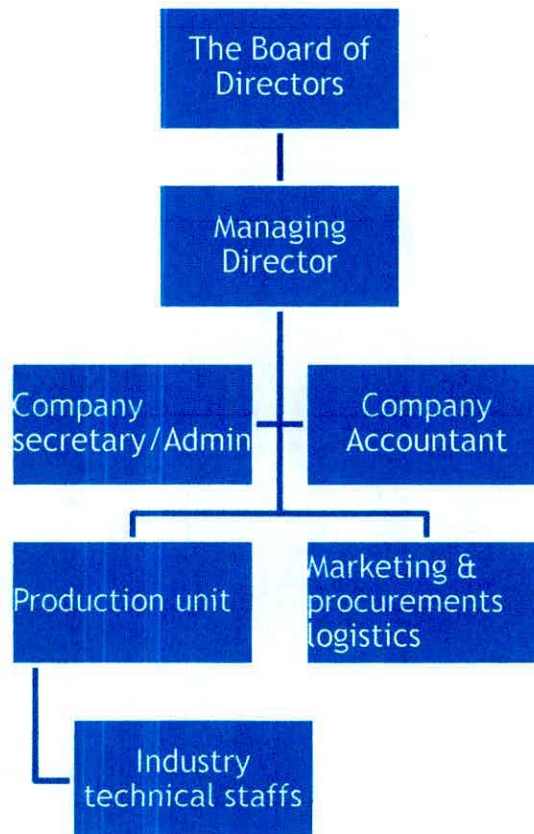 The Board of
Directors
Managing
Director
Company
secretary/Admin
Company
Accountant
Production unit
Marketing &
procurements
logistics
Industry
technical staffs